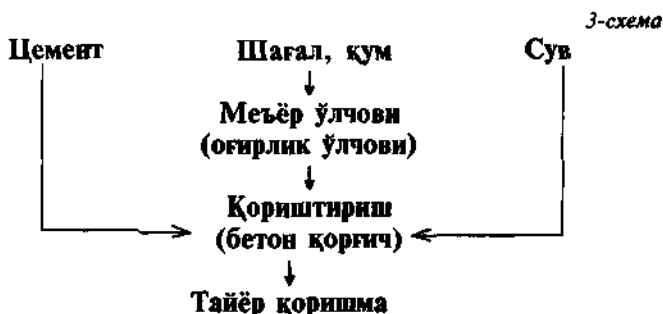 3-схема
Цемент Шағал, қум Сув
Меъёр ўлчови
(оғирлик ўлчови)
Қориштириш
(бетон қорғич)
Тайёр қоришма